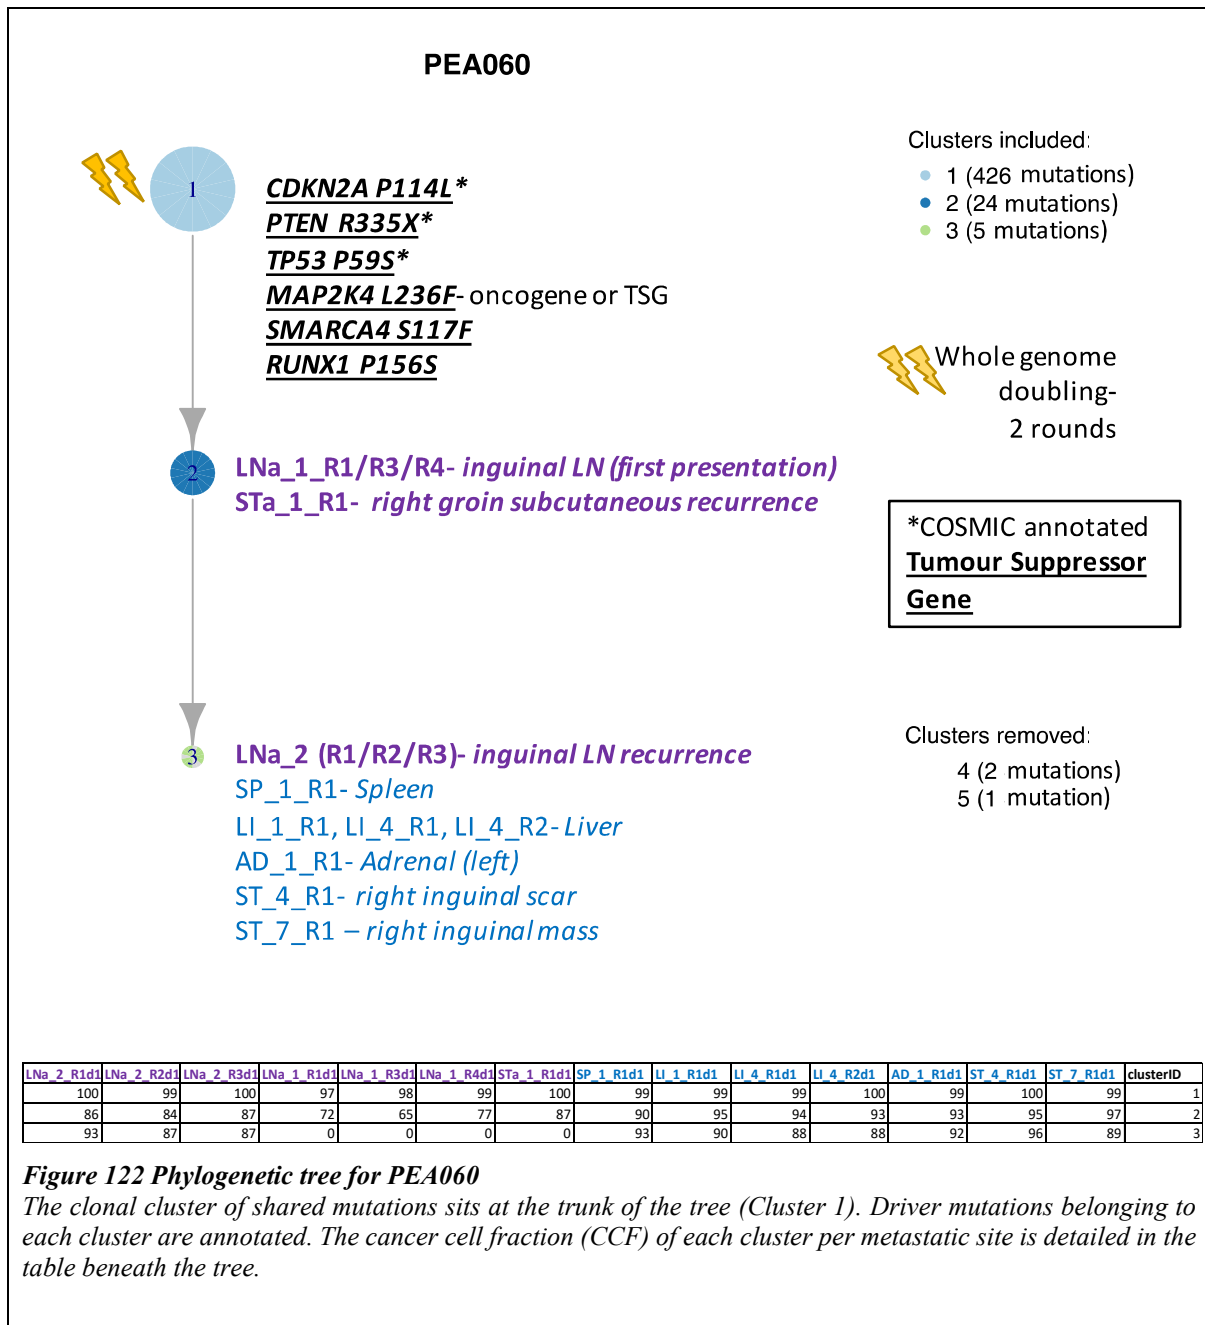 PEA060
1
CDKN2A P114L*
PTEN R335X*
TP53 P59S*
MAP2K4 L236F- oncogene or TSG
SMARCA4 S117F
RUNX1 P156S
Clusters included:
1 (426 mutations)
2 (24 mutations)
3 (5 mutations)
Whole genome
doubling-
2 rounds
2
LNa_1_R1/R3/R4- inguinal LN (first presentation)
STa_1_R1- right groin subcutaneous recurrence
*COSMIC annotated
Tumour Suppressor
Gene
3
LNa_2 (R1/R2/R3)- inguinal LN recurrence
SP_1_R1- Spleen
LI_1_R1, LI_4_R1, LI_4_R2- Liver
AD_1_R1- Adrenal (left)
ST_4_R1- right inguinal scar
ST_7_R1 – right inguinal mass
Clusters removed:
4 (2 mutations)
5 (1 mutation)
LNa_2_R1d1 LNa_2_R2d1 LNa_2_R3d1 LNa_1_R1d1 LNa_1_R3d1 LNa_1_R4d1 STa_1_R1d1 SP_1_R1d1 LI_1_R1d1 LI_4_R1d1 LI_4_R2d1 AD_1_R1d1 ST_4_R1d1 ST_7_R1d1 clusterID
100 99 100 97 98 99 100 99 99 99 100 99 100 99 1
86 84 87 72 65 77 87 90 95 94 93 93 95 97 2
93 87 87 0 0 0 0 93 90 88 88 92 96 89 3
Figure 122 Phylogenetic tree for PEA060
The clonal cluster of shared mutations sits at the trunk of the tree (Cluster 1). Driver mutations belonging to
each cluster are annotated. The cancer cell fraction (CCF) of each cluster per metastatic site is detailed in the
table beneath the tree.